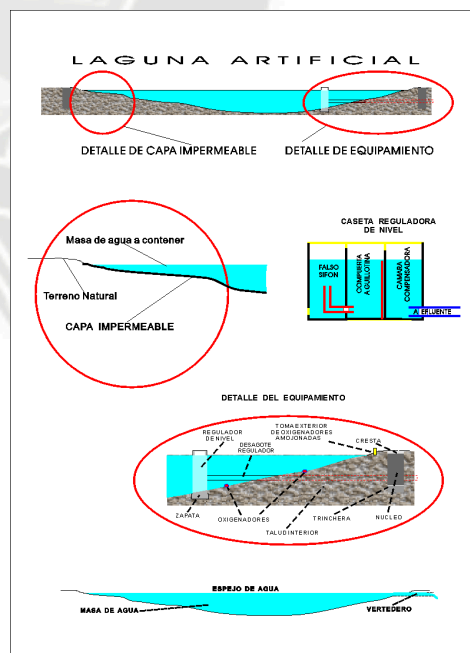 LAGUNA ARTIFICIAL
DETALLE DE CAPA IMPERMEABLE
DETALLE DE EQUIPAMIENTO
Masa de agua a contener
Terreno Natural
CAPA IMPERMEABLE
CASETA REGULADORA
DE NIVEL
FALSO
SIFON
COMPUERTA
A GUILLOTINA
CAMARA
COMPENSADORA
Al EFLUENTE
DETALLE DEL EQUIPAMIENTO
REGULADOR
DE NIVEL
DESAGOTE
REGULADOR
TOMA EXTERIOR
DE OXIGENADORES
AMOJONADAS
CRESTA
ZAPATA
OXIGENADORES
TALUD INTERIOR
TRINCHERA
NUCLEO
ESPEJO DE AGUA
MASA DE AGUA
VERTEDERO